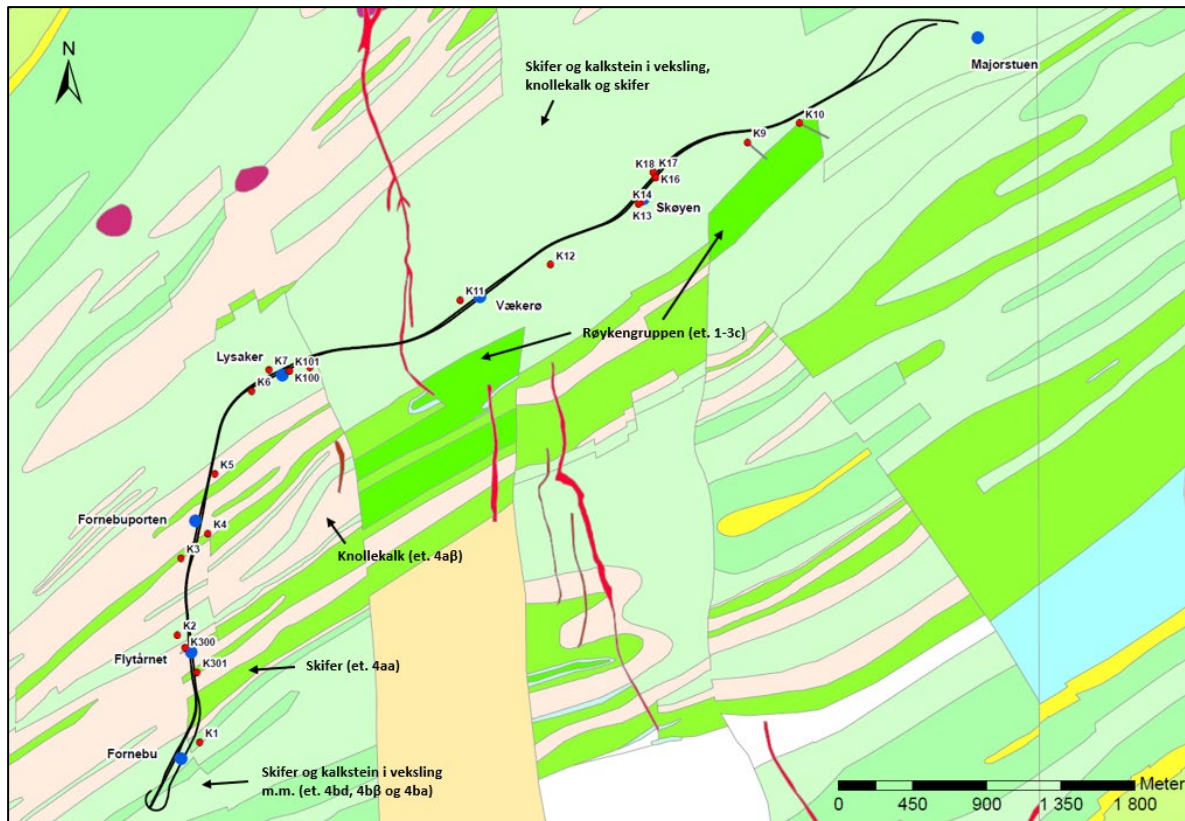 N
Skifer og kalkstein i veksling,
knollekalk og skifer
Majorstuen
K10
K9
K18
K17
K16
K14
K13
Skøyen
K12
K11
Vækerø
Røykengruppen (et. 1-3c)
Lysaker
K7
K101
K100
K6
K5
Fornebuporten
K4
K3
Knollekalk (et. 4aβ)
K2
K300
Flytårnet
K301
Skifer (et. 4aa)
K1
Fornebu
Skifer og kalkstein i veksling
m.m. (et. 4bd, 4bβ og 4ba)
Meter
0 450 900 1 350 1 800